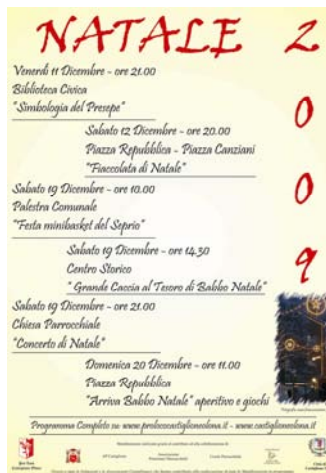 NATALE 2009
Venerdì 11 Dicembre - ore 21.00
Biblioteca Civica
"Simbologia del Presepe"
Sabato 12 Dicembre - ore 20.00
Piazza Repubblica - Piazza Canziani
"Fiaccolata di Natale"
Sabato 19 Dicembre - ore 10.00
Palestra Comunale
"Festa minibasket del Seprio"
Sabato 19 Dicembre - ore 14.30
Centro Storico
" Grande Caccia al Tesoro di Babbo Natale"
Sabato 19 Dicembre - ore 21.00
Chiesa Parrocchiale
"Concerto di Natale"
Domenica 20 Dicembre - ore 11.00
Piazza Repubblica
"Arriva Babbo Natale" aperitivo e giochi
Programma Completo su: www.prolococastiglioneolona.it - www.castiglioneolona.it